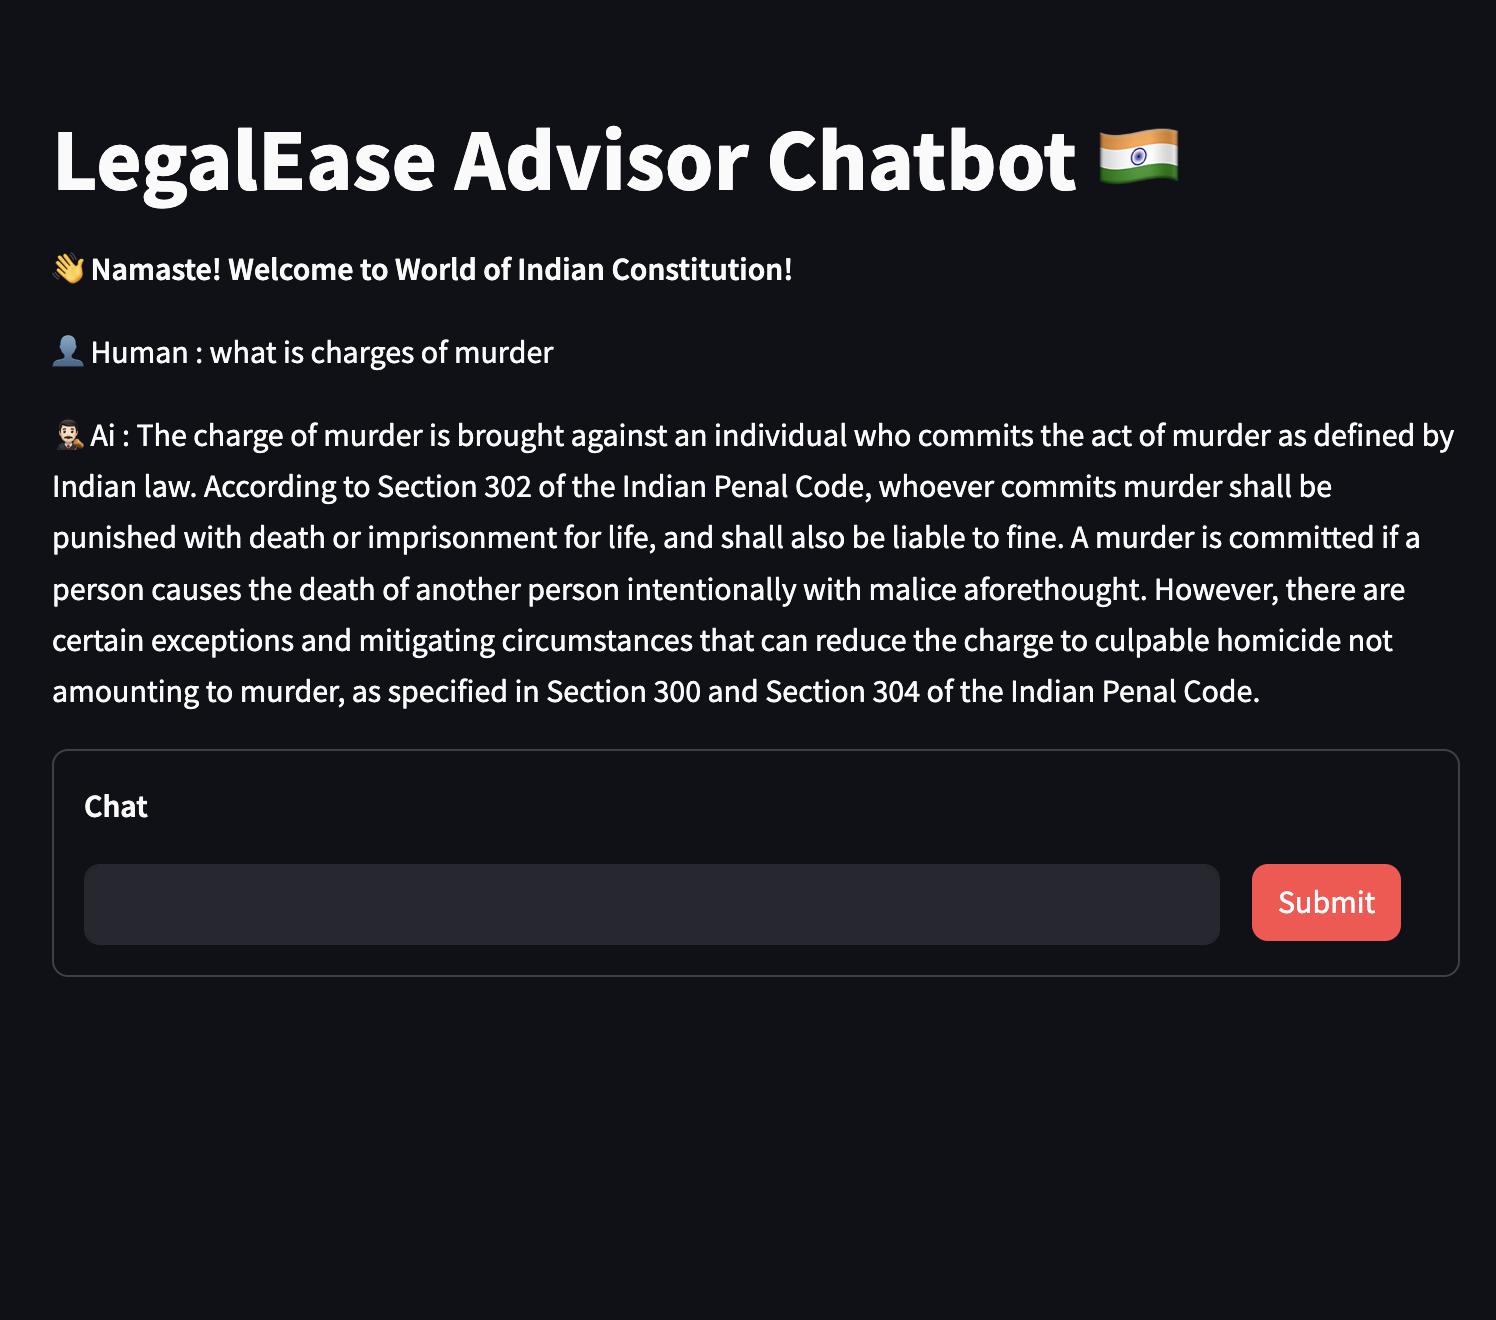 LegalEase Advisor Chatbot 🇮🇳
👋 Namaste! Welcome to World of Indian Constitution!
👤 Human : what is charges of murder
👨🏻‍⚖️ Ai : The charge of murder is brought against an individual who commits the act of murder as defined by
Indian law. According to Section 302 of the Indian Penal Code, whoever commits murder shall be
punished with death or imprisonment for life, and shall also be liable to fine. A murder is committed if a
person causes the death of another person intentionally with malice aforethought. However, there are
certain exceptions and mitigating circumstances that can reduce the charge to culpable homicide not
amounting to murder, as specified in Section 300 and Section 304 of the Indian Penal Code.
Chat
Submit